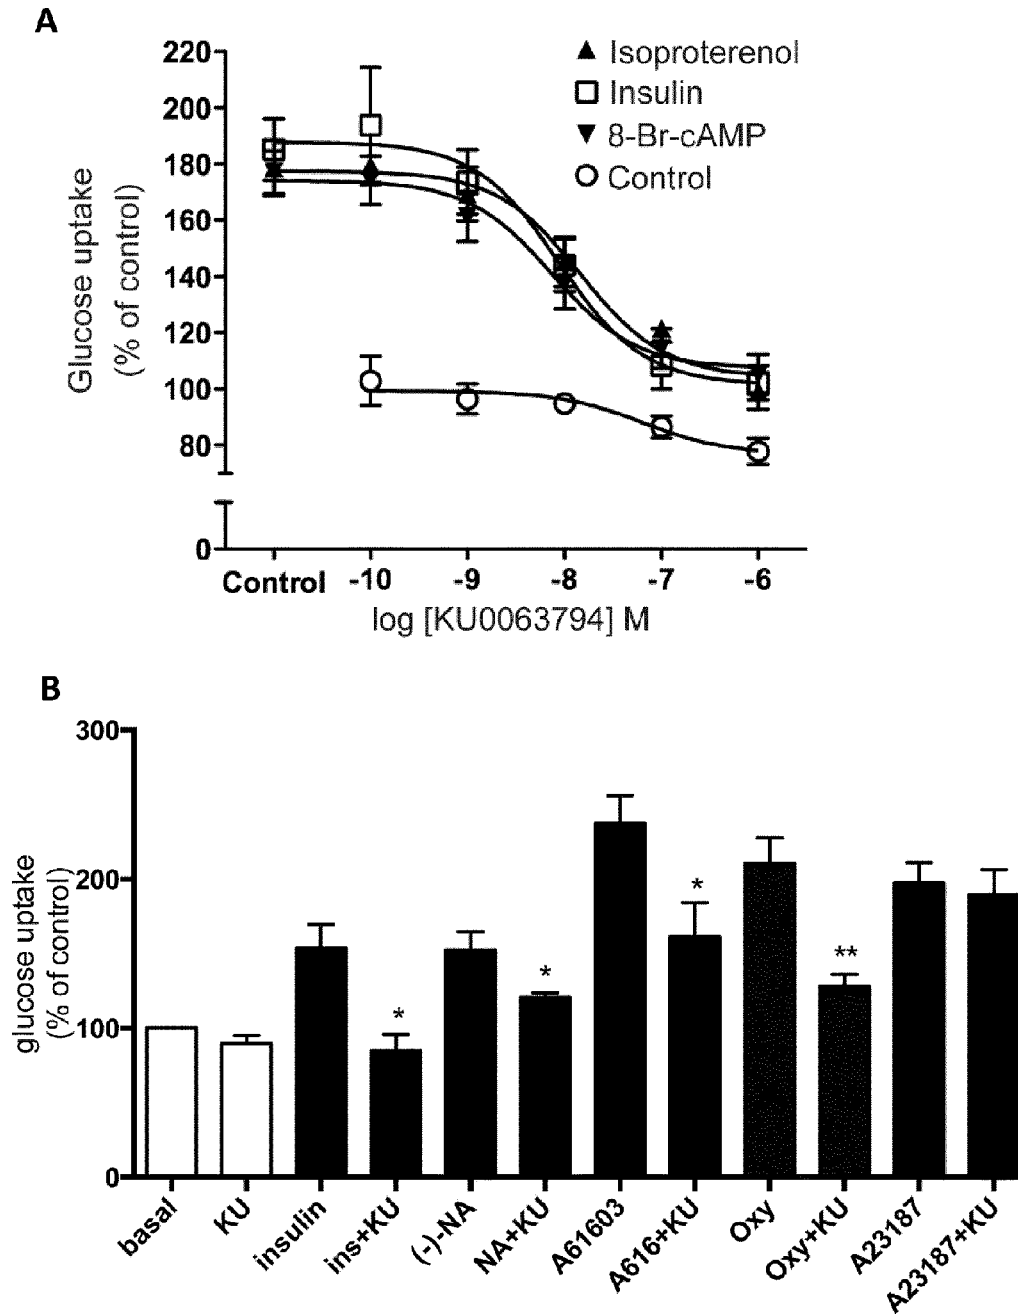 A
220
200
180
160
140
120
100
80
0
Glucose uptake
(% of control)
Isoproterenol
Insulin
8-Br-cAMP
Control
Control -10 -9 -8 -7 -6
log [KU0063794] M
B
300
200
100
0
glucose uptake
(% of control)
*
*
*
**
basal
KU
insulin
ins+KU
(-)-NA
NA+KU
A61603
A616+KU
Oxy
Oxy+KU
A23187
A23187+KU